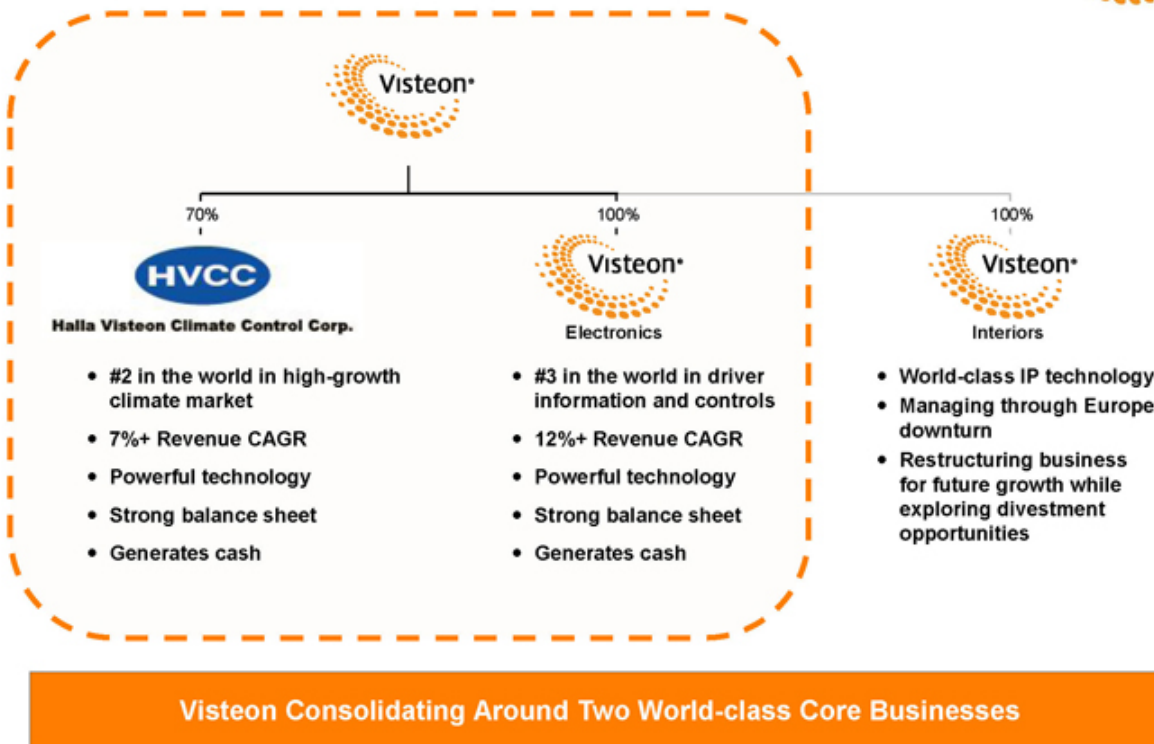 Visteon®
70%
100%
100%
HVCC
Halla Visteon Climate Control Corp.
Visteon®
Electronics
Visteon®
Interiors
• #2 in the world in high-growth
climate market
• 7%+ Revenue CAGR
• Powerful technology
• Strong balance sheet
• Generates cash
• #3 in the world in driver
information and controls
• 12%+ Revenue CAGR
• Powerful technology
• Strong balance sheet
• Generates cash
• World-class IP technology
• Managing through Europe
downturn
• Restructuring business
for future growth while
exploring divestment
opportunities
Visteon Consolidating Around Two World-class Core Businesses